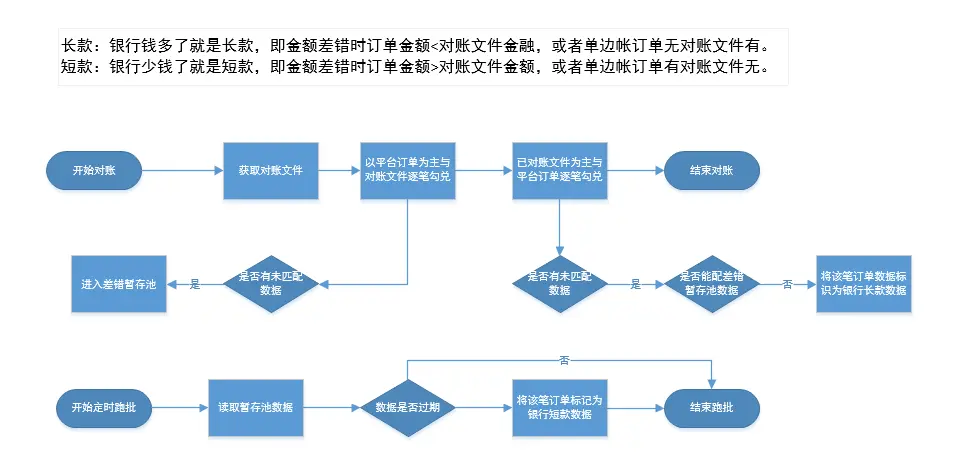 长款：银行钱多了就是长款，即金额差错时订单金额<对账文件金融，或者单边帐订单无对账文件有。
短款：银行少钱了就是短款，即金额差错时订单金额>对账文件金额，或者单边帐订单有对账文件无。
开始对账
获取对账文件
以平台订单为主与
对账文件逐笔勾兑
已对账文件为主与
平台订单逐笔勾兑
结束对账
进入差错暂存池
是
是否有未匹配
数据
是否有未匹配
数据
是
是否能配差错
暂存池数据
否
将该笔订单数据标
识为银行长款数据
否
开始定时跑批
读取暂存池数据
数据是否过期
将该笔订单标记为
银行短款数据
结束跑批